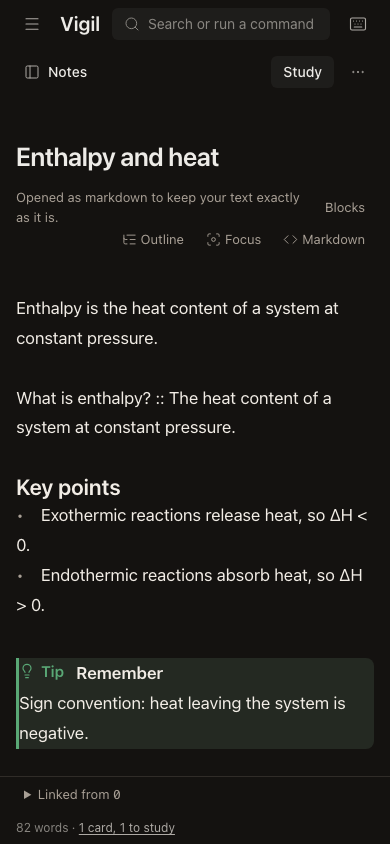 Vigil
Search or run a command
Notes
Study
Enthalpy and heat
Opened as markdown to keep your text exactly
as it is.
Blocks
Outline
Focus
Markdown
Enthalpy is the heat content of a system at
constant pressure.
What is enthalpy? :: The heat content of a
system at constant pressure.
Key points
• Exothermic reactions release heat, so ΔH <
0.
• Endothermic reactions absorb heat, so ΔH
> 0.
Tip Remember
Sign convention: heat leaving the system is
negative.
Linked from 0
82 words · 1 card, 1 to study